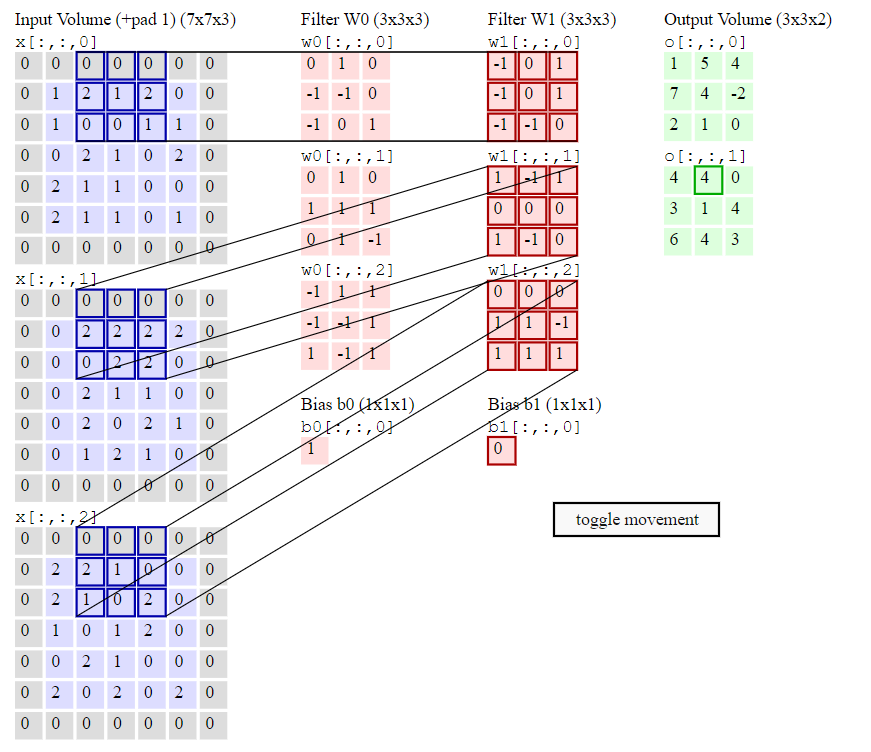 Input Volume (+pad 1) (7x7x3)
x[:,:,0]
0 0 0 0 0 0 0
0 1 2 1 2 0 0
0 1 0 0 1 1 0
0 0 2 1 0 2 0
0 2 1 1 0 0 0
0 2 1 1 0 1 0
0 0 0 0 0 0 0
x[:,:,1]
0 0 0 0 0 0 0
0 0 2 2 2 2 0
0 0 0 2 2 0 0
0 0 2 1 1 0 0
0 0 2 0 2 1 0
0 0 1 2 1 0 0
0 0 0 0 0 0 0
x[:,:,2]
0 0 0 0 0 0 0
0 2 2 1 0 0 0
0 2 1 0 2 0 0
0 1 0 1 2 0 0
0 0 2 1 0 0 0
0 2 0 2 0 2 0
0 0 0 0 0 0 0
Filter W0 (3x3x3)
w0[:,:,0]
0 1 0
-1 -1 0
-1 0 1
w0[:,:,1]
0 1 0
1 1 1
0 1 -1
w0[:,:,2]
-1 1 1
-1 -1 1
1 -1 1
Bias b0 (1x1x1)
b0[:,:,0]
1
Filter W1 (3x3x3)
w1[:,:,0]
-1 0 1
-1 0 1
-1 -1 0
w1[:,:,1]
1 -1 1
0 0 0
1 -1 0
w1[:,:,2]
0 0 0
1 1 -1
1 1 1
Bias b1 (1x1x1)
b1[:,:,0]
0
Output Volume (3x3x2)
o[:,:,0]
1 5 4
7 4 -2
2 1 0
o[:,:,1]
4 4 0
3 1 4
6 4 3
toggle movement